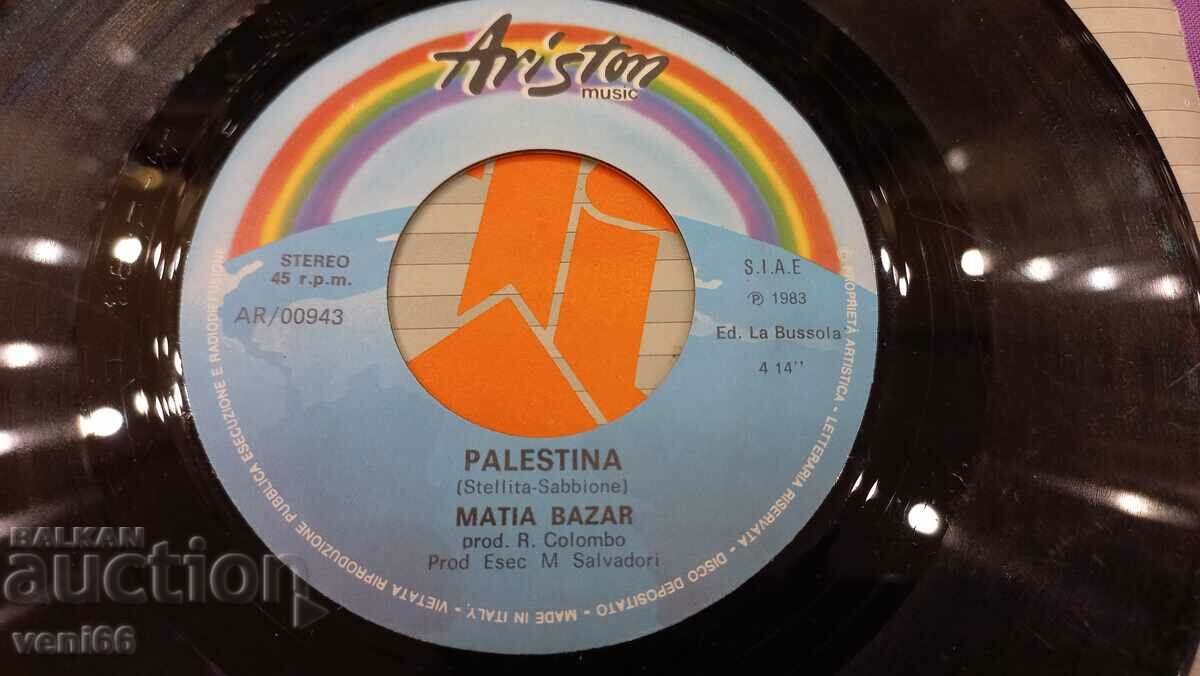 Ariston
music
STEREO
45 r.p.m.
AR/00943
S.I.A.E
℗ 1983
Ed. La Bussola
4 14''
PALESTINA
(Stellita-Sabbione)
MATIA BAZAR
prod. R. Colombo
Prod Esec M Salvadori
© PROPRIETÀ ARTISTICA - LETTERARIA RISERVATA - DISCO DEPOSITATO - MADE IN ITALY - VIETATA RIPRODUZIONE PUBBLICA ESECUZIONE E RADIODIFFUSIONE
BALKAN
auction
veni66